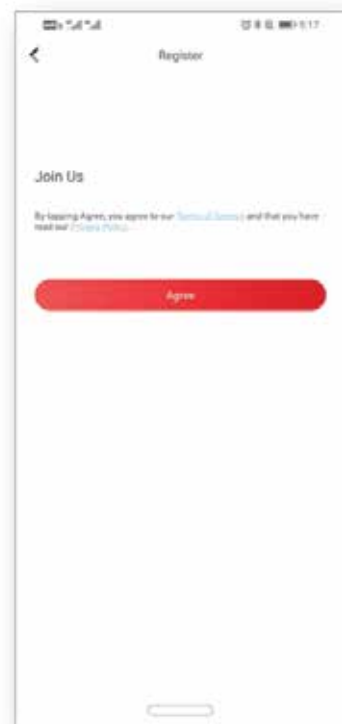 Register
Join Us
By tapping Agree, you agree to our Terms of Service and that you have
read our Privacy Policy.
Agree